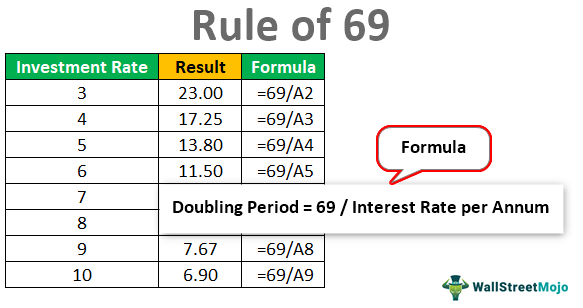 Rule of 69
Investment Rate Result Formula
3 23.00 =69/A2
4 17.25 =69/A3
5 13.80 =69/A4
6 11.50 =69/A5
7
8
9 7.67 =69/A8
10 6.90 =69/A9
Formula
Doubling Period = 69 / Interest Rate per Annum
WallStreetMojo